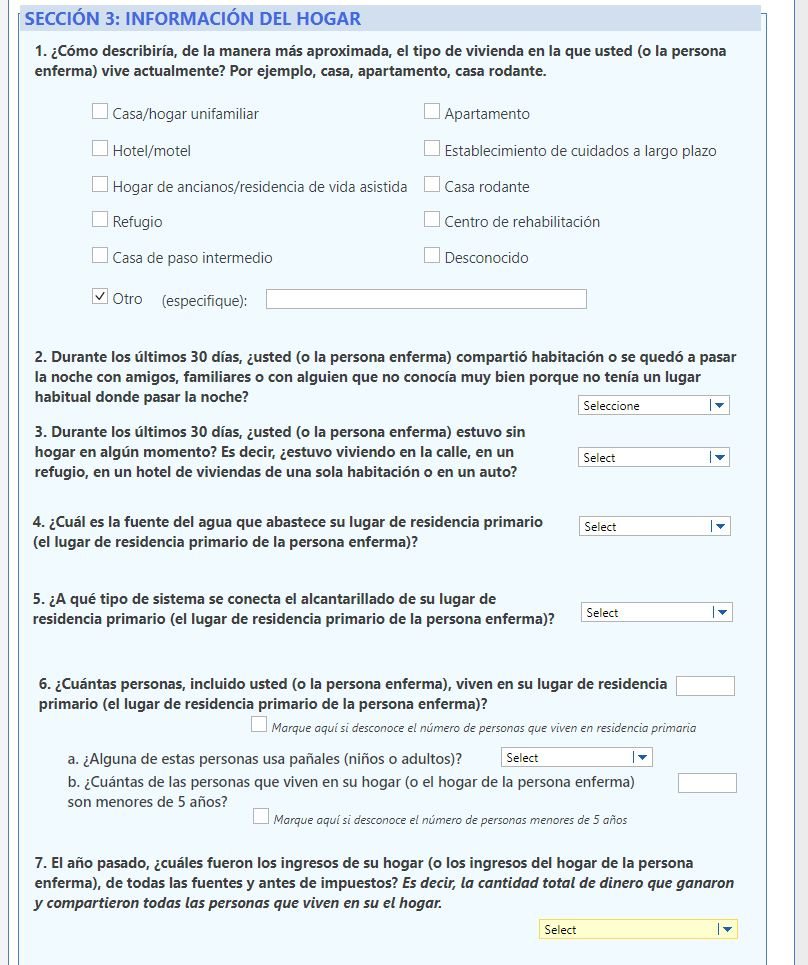 SECCIÓN 3: INFORMACIÓN DEL HOGAR
1. ¿Cómo describiría, de la manera más aproximada, el tipo de vivienda en la que usted (o la persona
enferma) vive actualmente? Por ejemplo, casa, apartamento, casa rodante.
Casa/hogar unifamiliar
Apartamento
Hotel/motel
Establecimiento de cuidados a largo plazo
Hogar de ancianos/residencia de vida asistida
Casa rodante
Refugio
Centro de rehabilitación
Casa de paso intermedio
Desconocido
Otro (especifique):
2. Durante los últimos 30 días, ¿usted (o la persona enferma) compartió habitación o se quedó a pasar
la noche con amigos, familiares o con alguien que no conocía muy bien porque no tenía un lugar
habitual donde pasar la noche?
Seleccione
3. Durante los últimos 30 días, ¿usted (o la persona enferma) estuvo sin
hogar en algún momento? Es decir, ¿estuvo viviendo en la calle, en un
refugio, en un hotel de viviendas de una sola habitación o en un auto?
Select
4. ¿Cuál es la fuente del agua que abastece su lugar de residencia primario
(el lugar de residencia primario de la persona enferma)?
Select
5. ¿A qué tipo de sistema se conecta el alcantarillado de su lugar de
residencia primario (el lugar de residencia primario de la persona enferma)?
Select
6. ¿Cuántas personas, incluido usted (o la persona enferma), viven en su lugar de residencia
primario (el lugar de residencia primario de la persona enferma)?
Marque aquí si desconoce el número de personas que viven en residencia primaria
a. ¿Alguna de estas personas usa pañales (niños o adultos)?
Select
b. ¿Cuántas de las personas que viven en su hogar (o el hogar de la persona enferma)
son menores de 5 años?
Marque aquí si desconoce el número de personas menores de 5 años
7. El año pasado, ¿cuáles fueron los ingresos de su hogar (o los ingresos del hogar de la persona
enferma), de todas las fuentes y antes de impuestos? Es decir, la cantidad total de dinero que ganaron
y compartieron todas las personas que viven en su el hogar.
Select